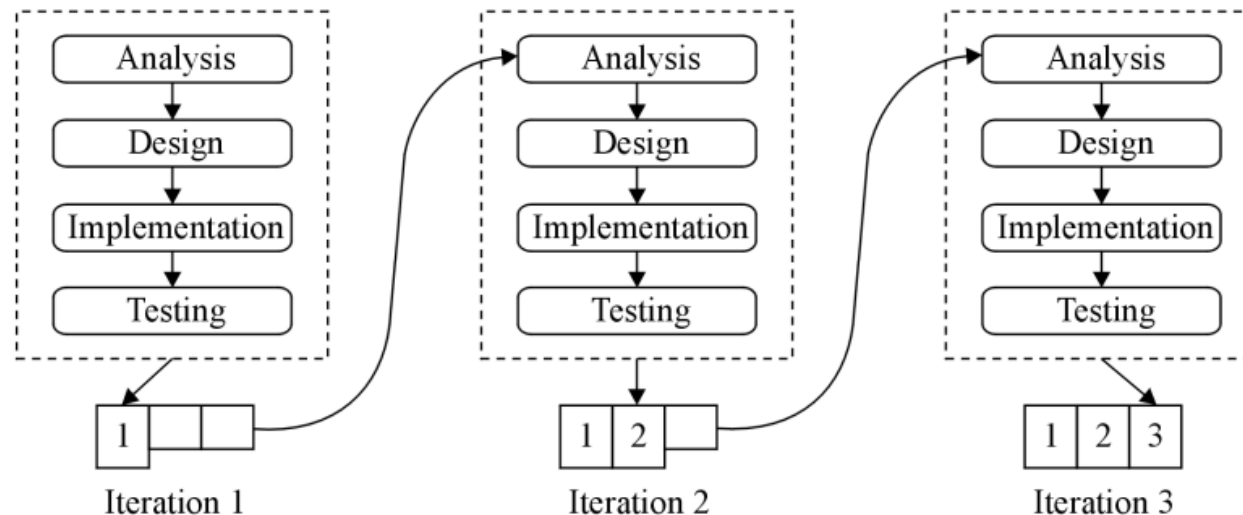 Analysis
Design
Implementation
Testing
1
Iteration 1
Analysis
Design
Implementation
Testing
1 2
Iteration 2
Analysis
Design
Implementation
Testing
1 2 3
Iteration 3